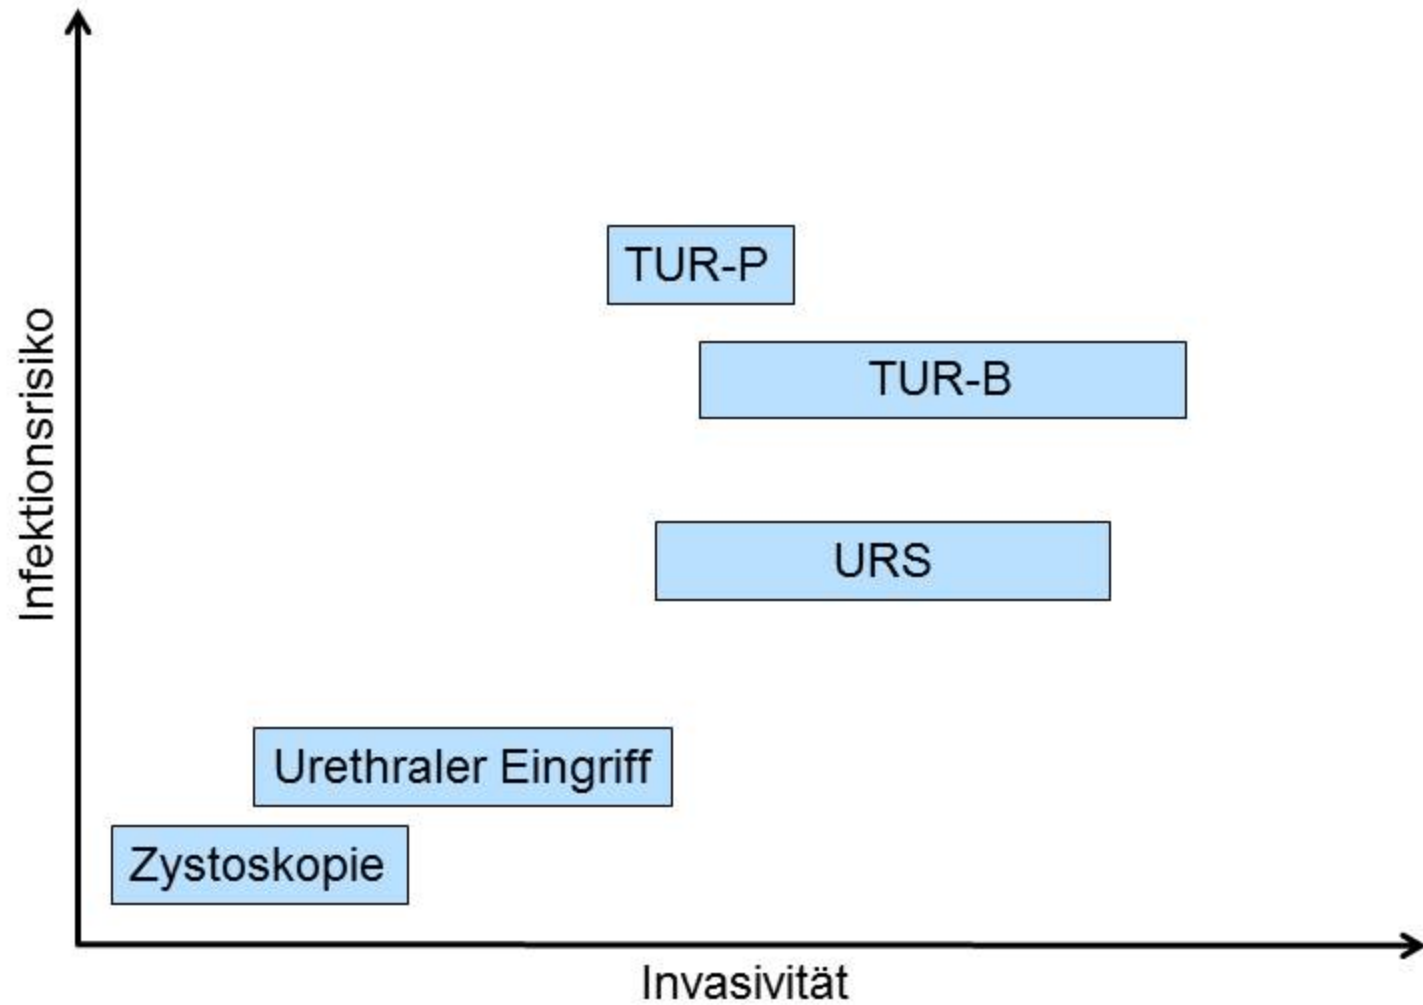 Infektionsrisiko
TUR-P
TUR-B
URS
Urethraler Eingriff
Zystoskopie
Invasivität